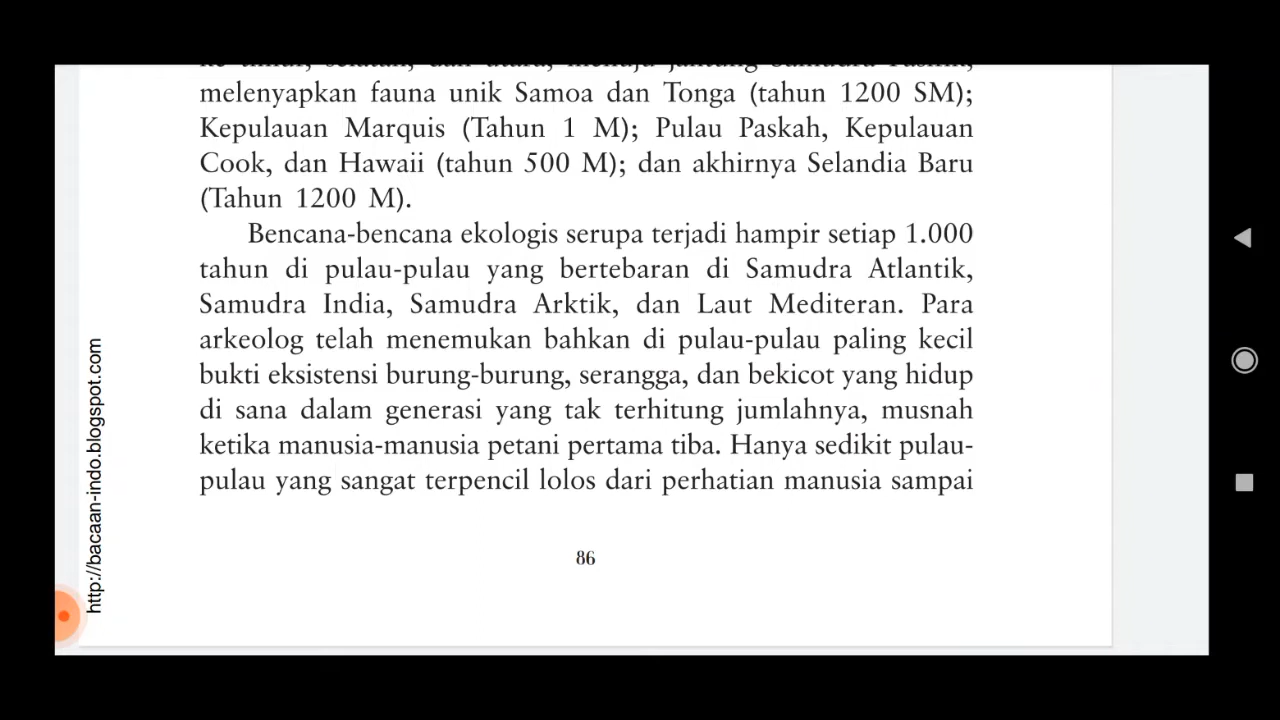 melenyapkan fauna unik Samoa dan Tonga (tahun 1200 SM);
Kepulauan Marquis (Tahun 1 M); Pulau Paskah, Kepulauan
Cook, dan Hawaii (tahun 500 M); dan akhirnya Selandia Baru
(Tahun 1200 M).
Bencana-bencana ekologis serupa terjadi hampir setiap 1.000
tahun di pulau-pulau yang bertebaran di Samudra Atlantik,
Samudra India, Samudra Arktik, dan Laut Mediteran. Para
arkeolog telah menemukan bahkan di pulau-pulau paling kecil
bukti eksistensi burung-burung, serangga, dan bekicot yang hidup
di sana dalam generasi yang tak terhitung jumlahnya, musnah
ketika manusia-manusia petani pertama tiba. Hanya sedikit pulau-
pulau yang sangat terpencil lolos dari perhatian manusia sampai
86
http://bacaan-indo.blogspot.com